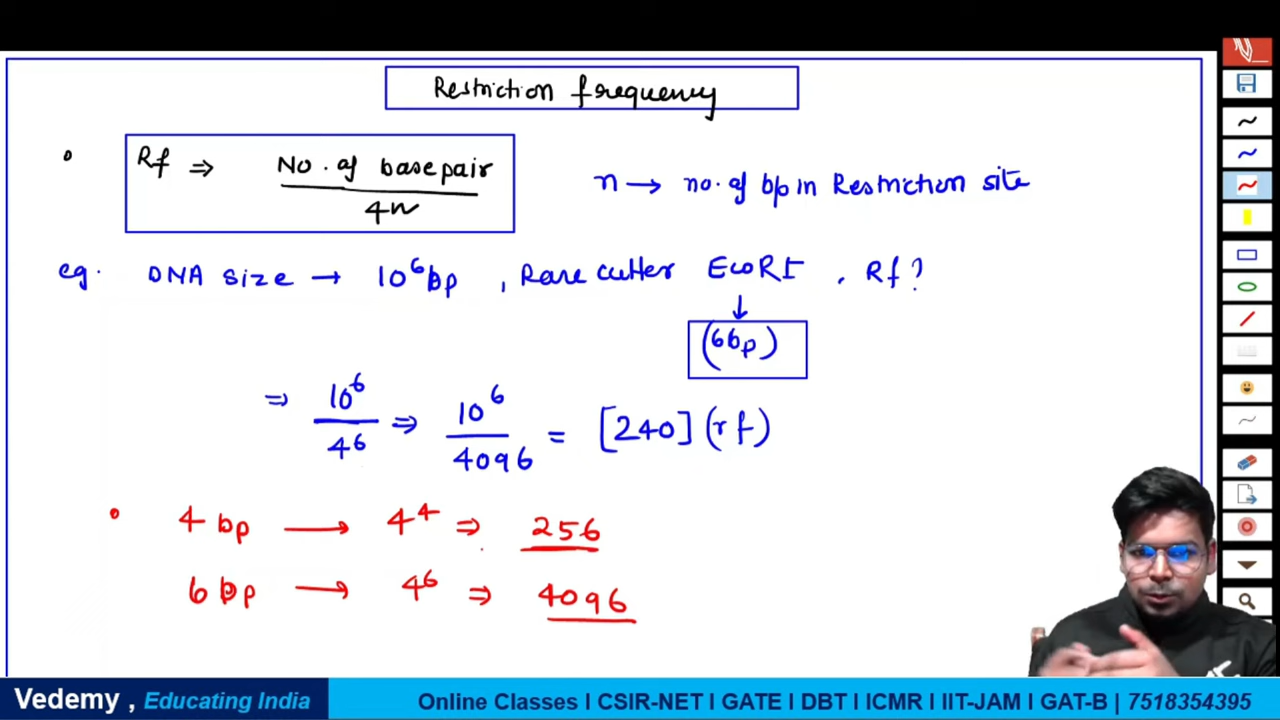 Restriction frequency
• Rf ⇒ No. of basepair / 4n
n → no. of bp in Restriction site
eg. DNA size → 10⁶bp , Rare cutter EcoRI , Rf?
↓
(6bp)
⇒ 10⁶ / 4⁶ ⇒ 10⁶ / 4096 = [240] (rf)
• 4 bp → 4⁴ ⇒ 256
6 bp → 4⁶ ⇒ 4096
Vedemy , Educating India
Online Classes I CSIR-NET I GATE I DBT I ICMR I IIT-JAM I GAT-B I 7518354395